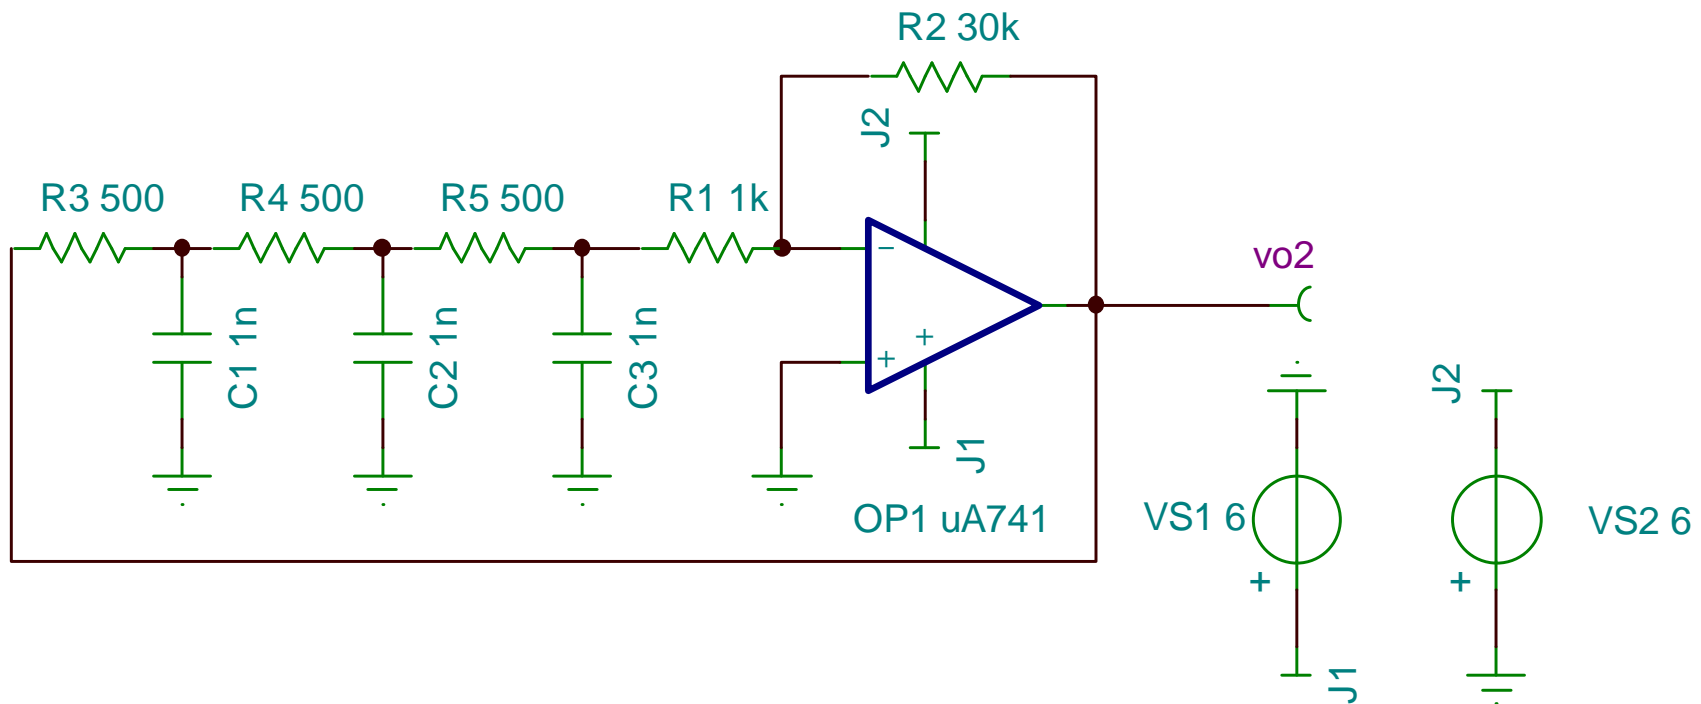 R2 30k
J2
R3 500
R4 500
R5 500
R1 1k
C1 1n
C2 1n
C3 1n
J1
OP1 uA741
vo2
VS1 6
+
J1
J2
VS2 6
+